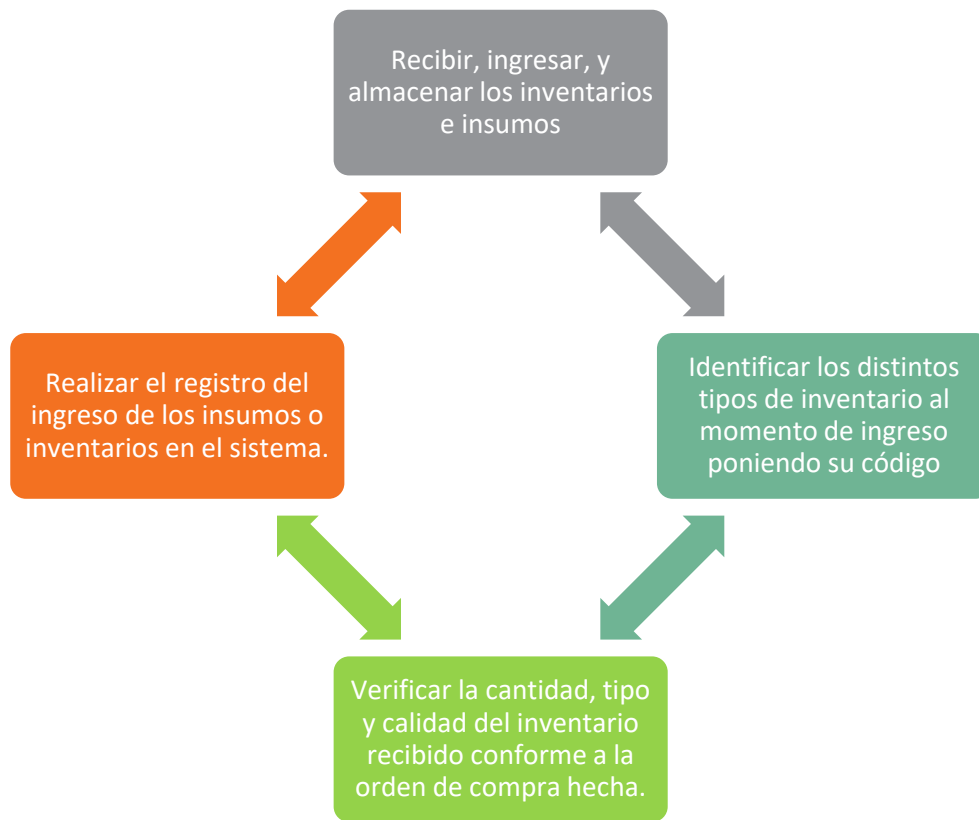 Recibir, ingresar, y
almacenar los inventarios
e insumos
Identificar los distintos
tipos de inventario al
momento de ingreso
poniendo su código
Verificar la cantidad, tipo
y calidad del inventario
recibido conforme a la
orden de compra hecha.
Realizar el registro del
ingreso de los insumos o
inventarios en el sistema.